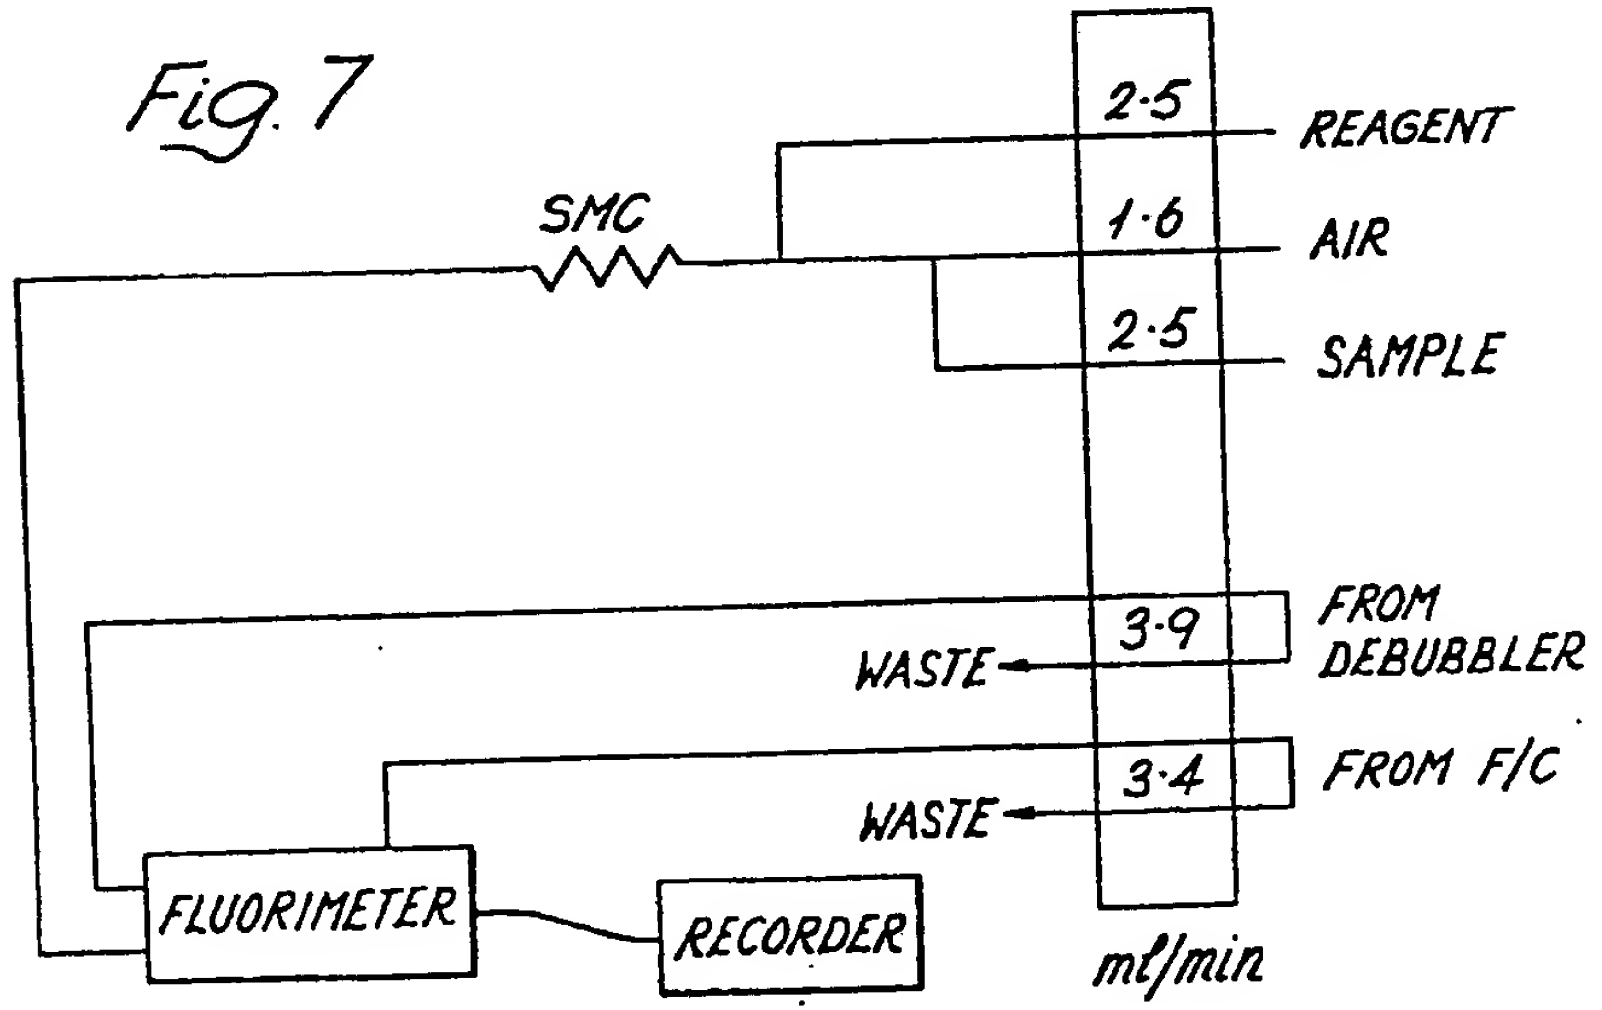 Fig. 7
2·5
REAGENT
SMC
1·6
AIR
2·5
SAMPLE
3·9
FROM
DEBUBBLER
WASTE
3·4
FROM F/C
WASTE
FLUORIMETER
RECORDER
ml/min